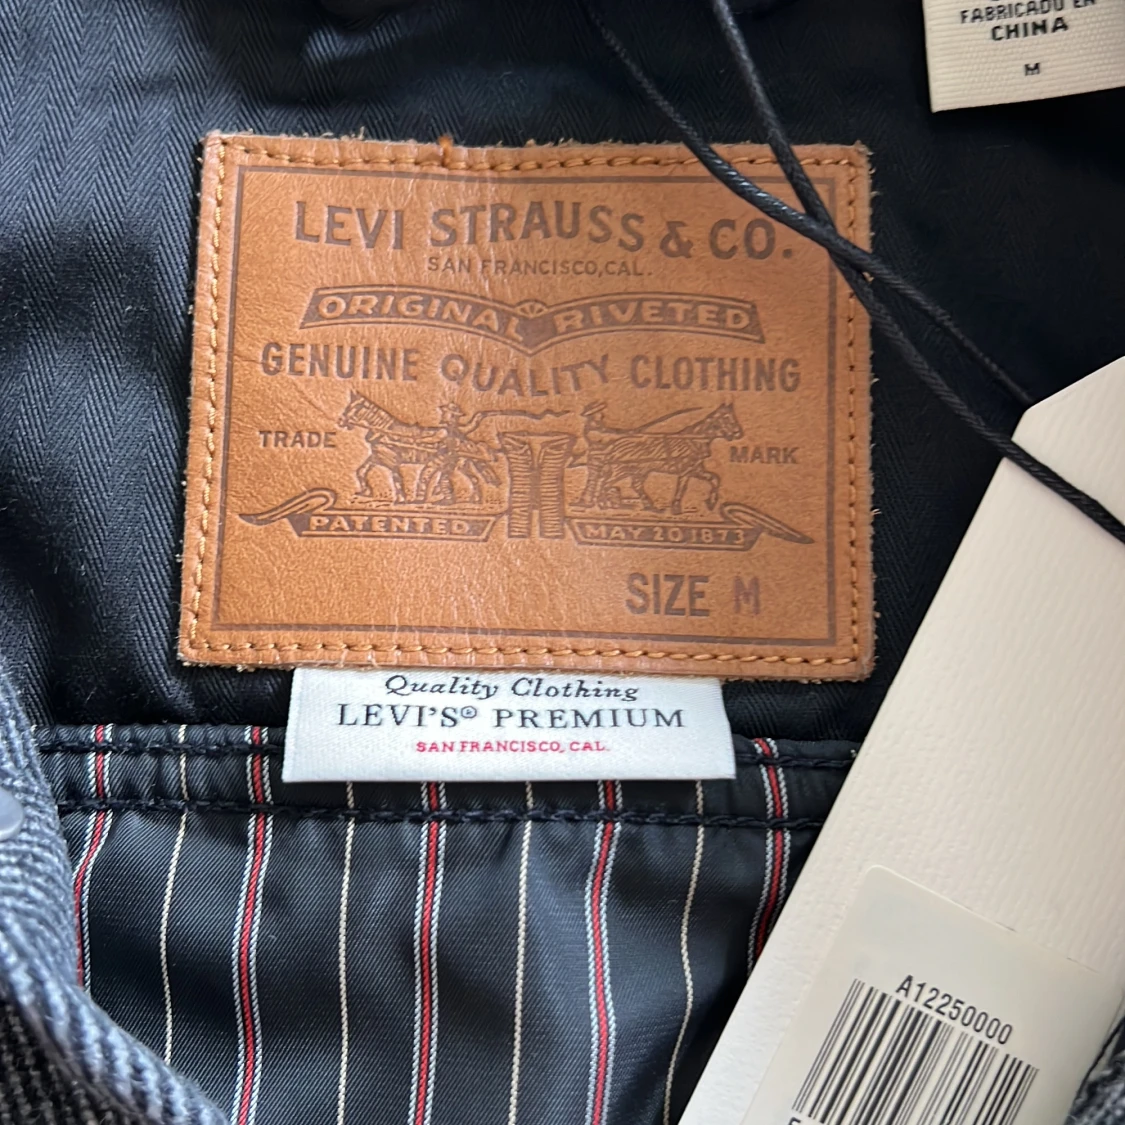 FABRICADO EN
CHINA
M
LEVI STRAUSS & CO.
SAN FRANCISCO, CAL.
ORIGINAL RIVETED
GENUINE QUALITY CLOTHING
TRADE MARK
PATENTED MAY 20 1873
SIZE M
Quality Clothing
LEVI'S® PREMIUM
SAN FRANCISCO, CAL.
A12250000